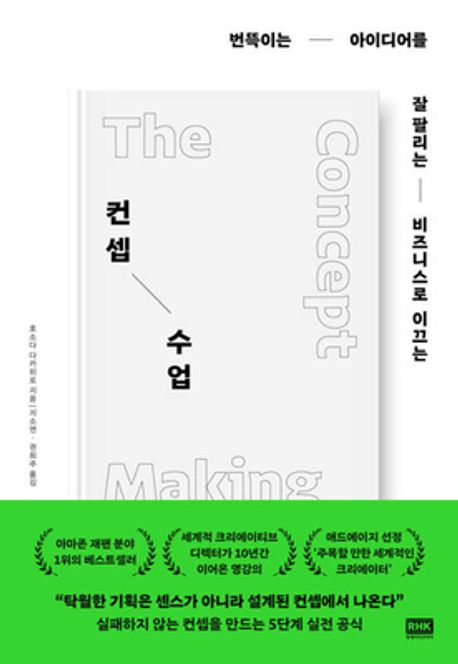 번뜩이는 — 아이디어를
잘 팔리는 — 비즈니스로 이끄는
The
Concept
컨셉
수업
Making
호소다 다카히로 지음 | 지소연 · 권희주 옮김
아마존 재팬 분야
1위의 베스트셀러
세계적 크리에이티브
디렉터가 10년간
이어온 명강의
애드에이지 선정
'주목할 만한 세계적인
크리에이터'
“탁월한 기획은 센스가 아니라 설계된 컨셉에서 나온다”
실패하지 않는 컨셉을 만드는 5단계 실전 공식
RHK